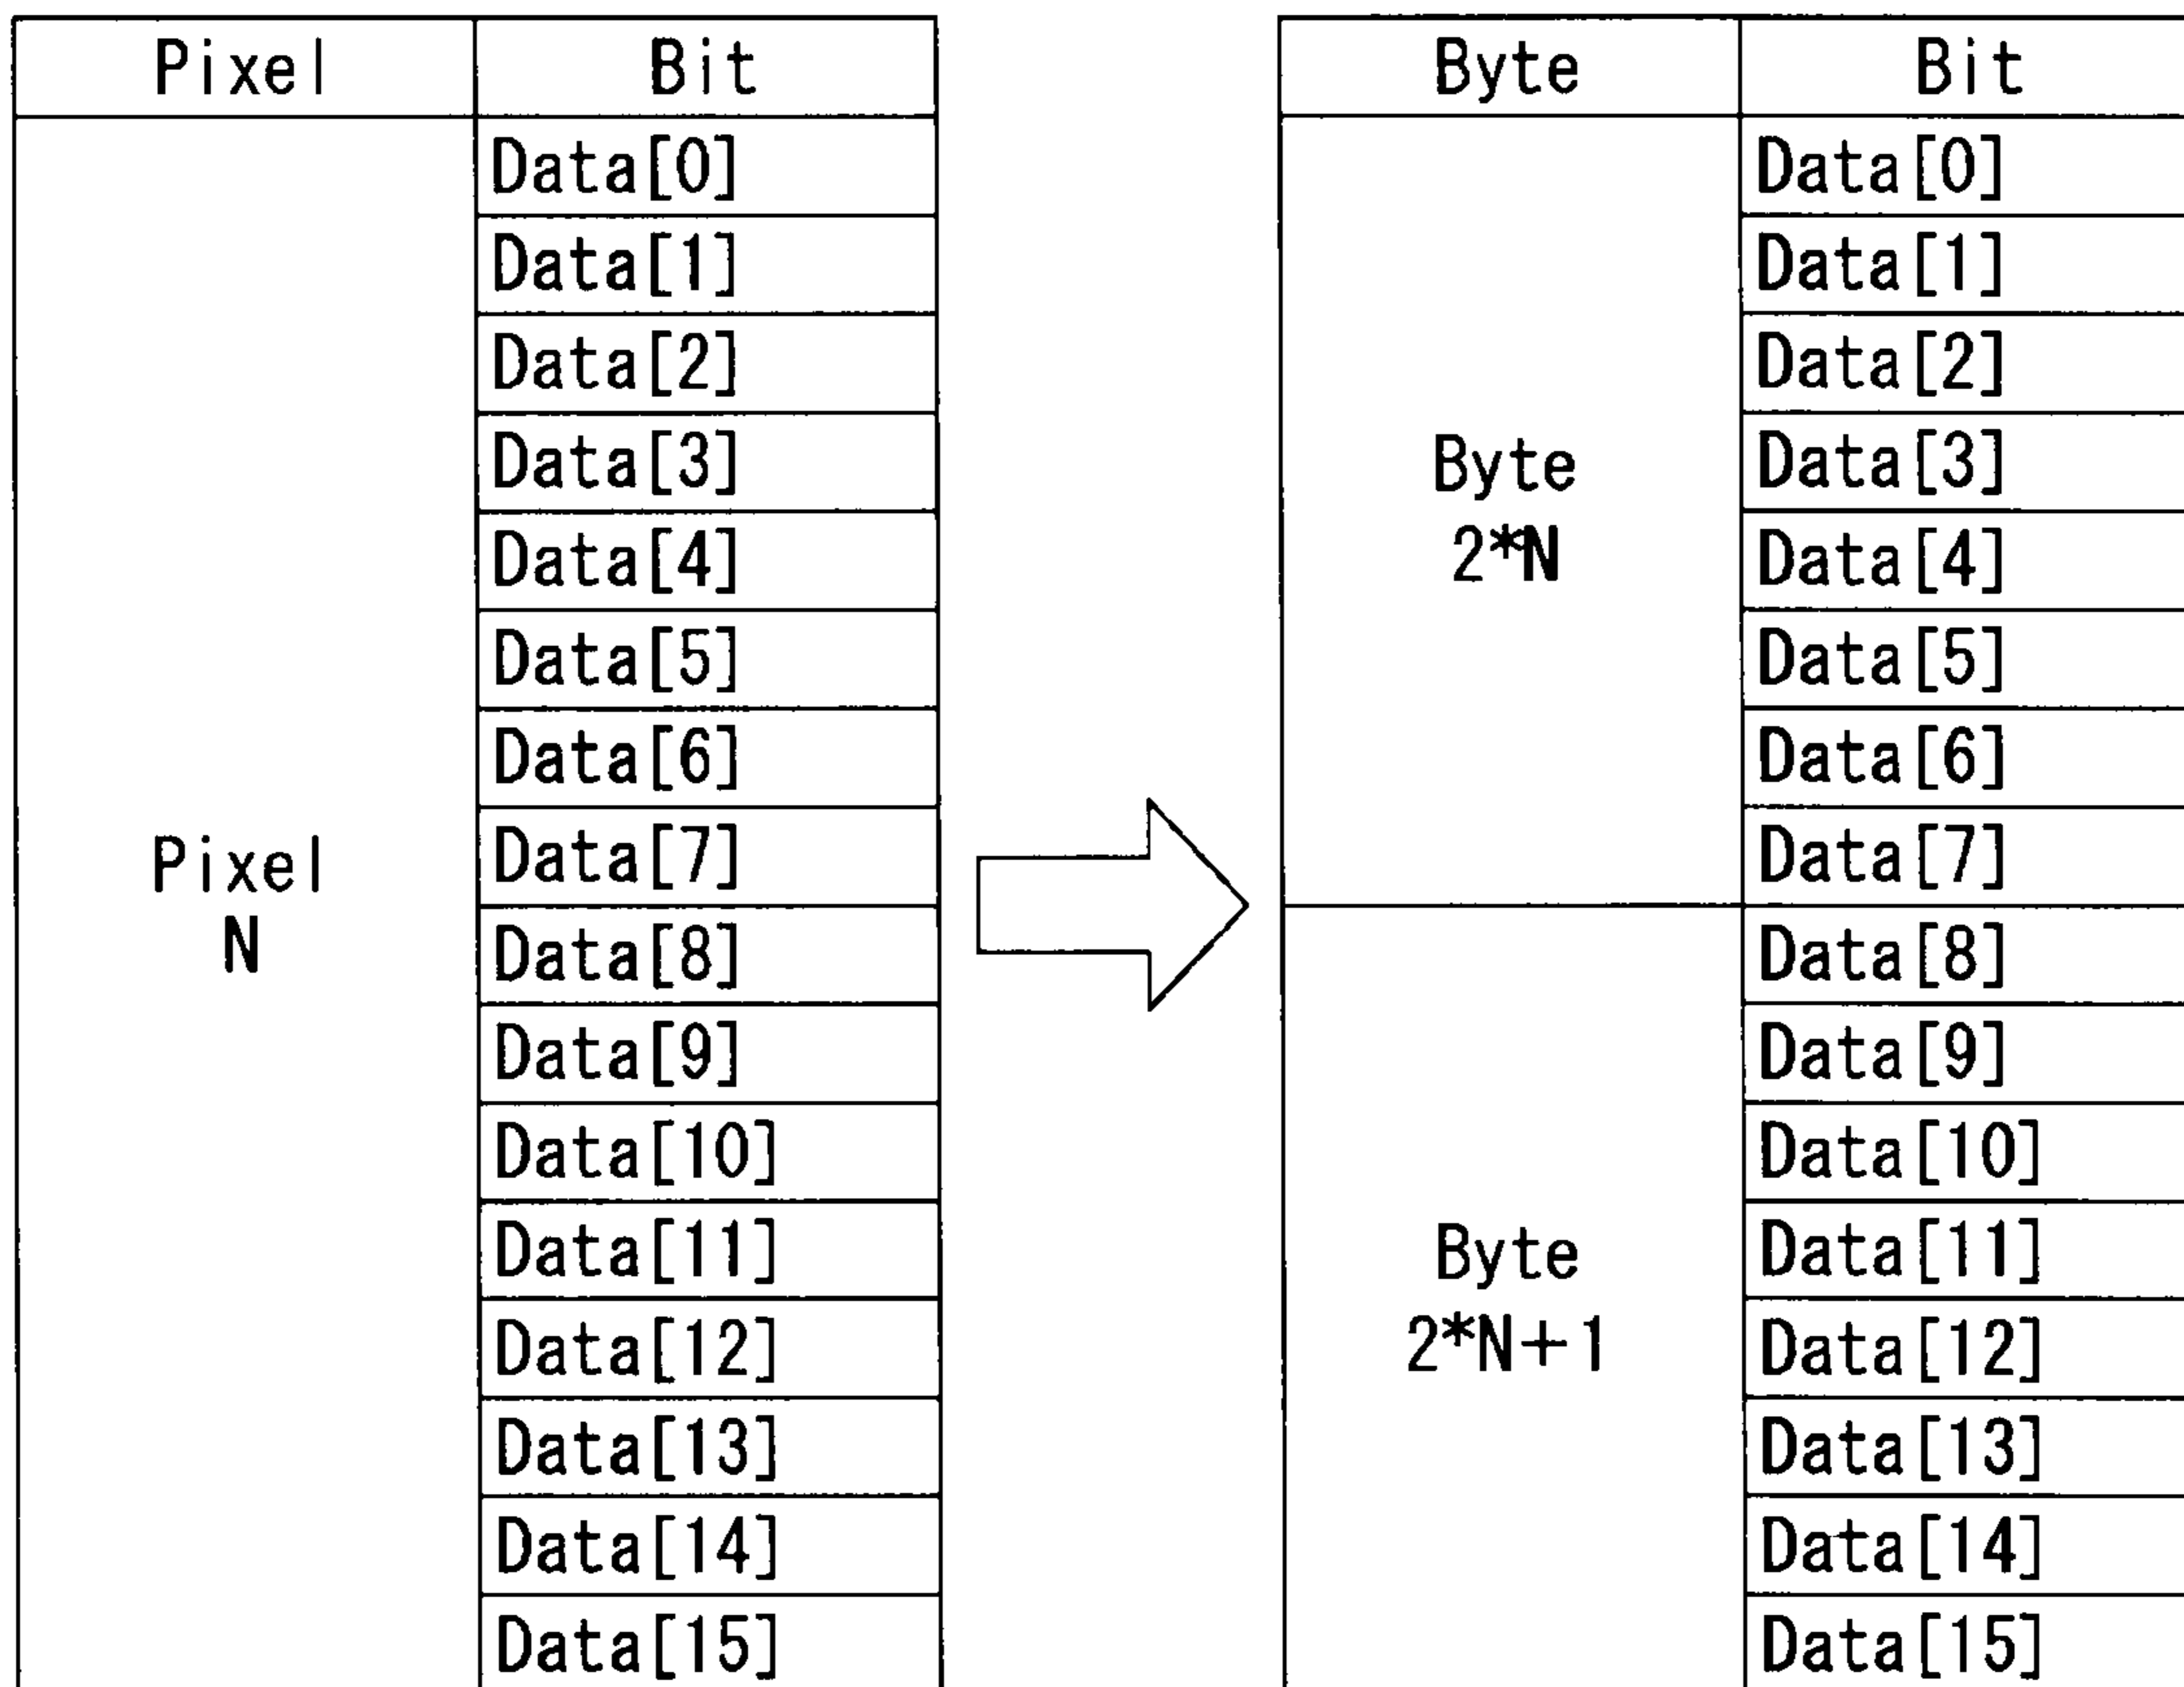 Pixel Bit
Data[0]
Data[1]
Data[2]
Data[3]
Data[4]
Data[5]
Data[6]
Data[7]
Pixel
N
Data[8]
Data[9]
Data[10]
Data[11]
Data[12]
Data[13]
Data[14]
Data[15]
Byte Bit
Byte
2*N
Data[0]
Data[1]
Data[2]
Data[3]
Data[4]
Data[5]
Data[6]
Data[7]
Byte
2*N+1
Data[8]
Data[9]
Data[10]
Data[11]
Data[12]
Data[13]
Data[14]
Data[15]